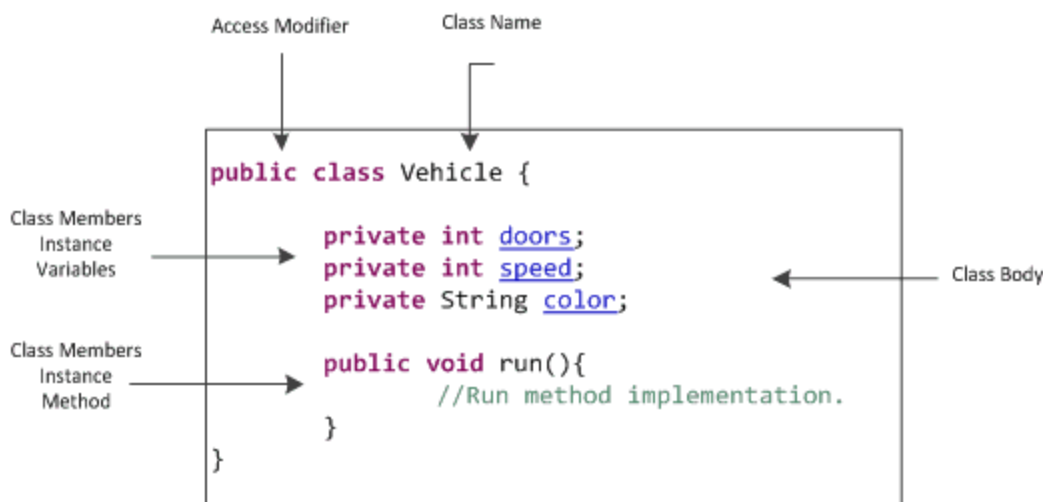 Access Modifier
Class Name
public class Vehicle {
Class Members
Instance
Variables
private int doors;
private int speed;
private String color;
Class Body
Class Members
Instance
Method
public void run(){
//Run method implementation.
}
}